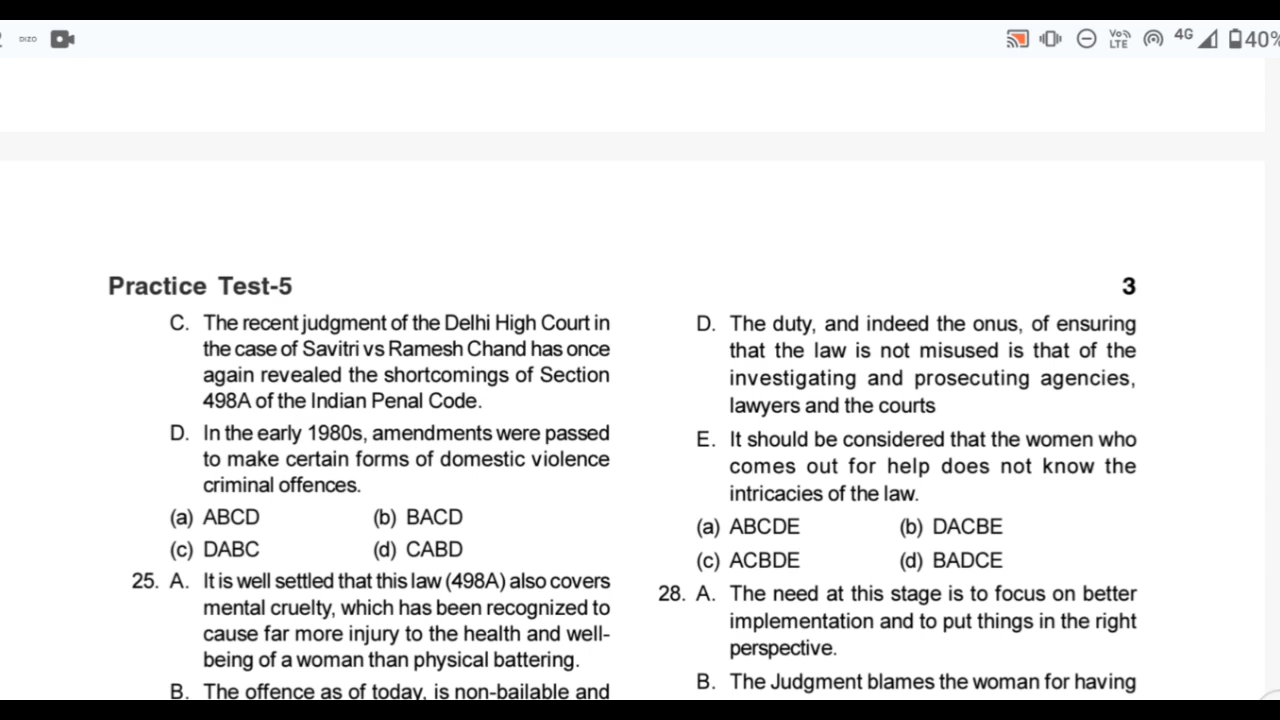 DIZO
Vo))
LTE
4G
40%
Practice Test-5
3
C. The recent judgment of the Delhi High Court in
the case of Savitri vs Ramesh Chand has once
again revealed the shortcomings of Section
498A of the Indian Penal Code.
D. In the early 1980s, amendments were passed
to make certain forms of domestic violence
criminal offences.
(a) ABCD (b) BACD
(c) DABC (d) CABD
25. A. It is well settled that this law (498A) also covers
mental cruelty, which has been recognized to
cause far more injury to the health and well-
being of a woman than physical battering.
B. The offence as of today, is non-bailable and
D. The duty, and indeed the onus, of ensuring
that the law is not misused is that of the
investigating and prosecuting agencies,
lawyers and the courts
E. It should be considered that the women who
comes out for help does not know the
intricacies of the law.
(a) ABCDE (b) DACBE
(c) ACBDE (d) BADCE
28. A. The need at this stage is to focus on better
implementation and to put things in the right
perspective.
B. The Judgment blames the woman for having